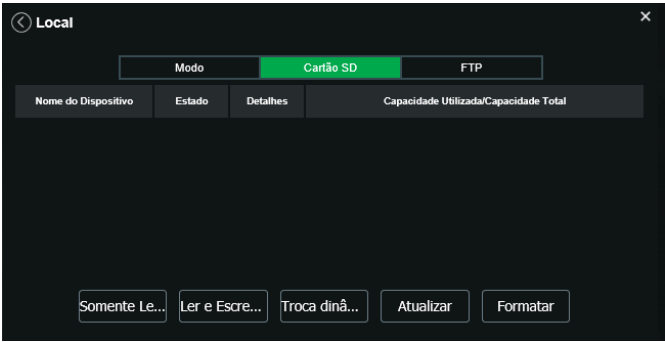 Local
Modo Cartão SD FTP
Nome do Dispositivo Estado Detalhes Capacidade Utilizada/Capacidade Total
Somente Le... Ler e Escre... Troca dinâ... Atualizar Formatar